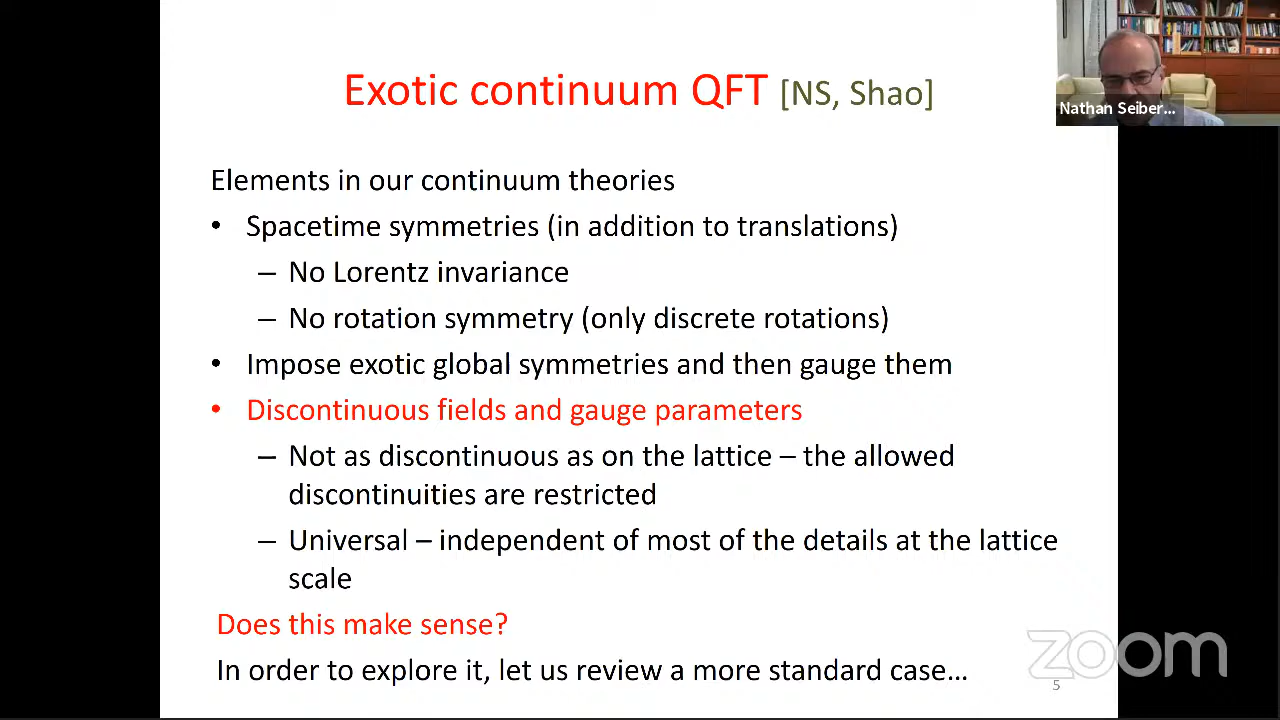 Exotic continuum QFT [NS, Shao]
Nathan Seiber...
Elements in our continuum theories
• Spacetime symmetries (in addition to translations)
– No Lorentz invariance
– No rotation symmetry (only discrete rotations)
• Impose exotic global symmetries and then gauge them
• Discontinuous fields and gauge parameters
– Not as discontinuous as on the lattice – the allowed
discontinuities are restricted
– Universal – independent of most of the details at the lattice
scale
Does this make sense?
In order to explore it, let us review a more standard case…
zoom
5